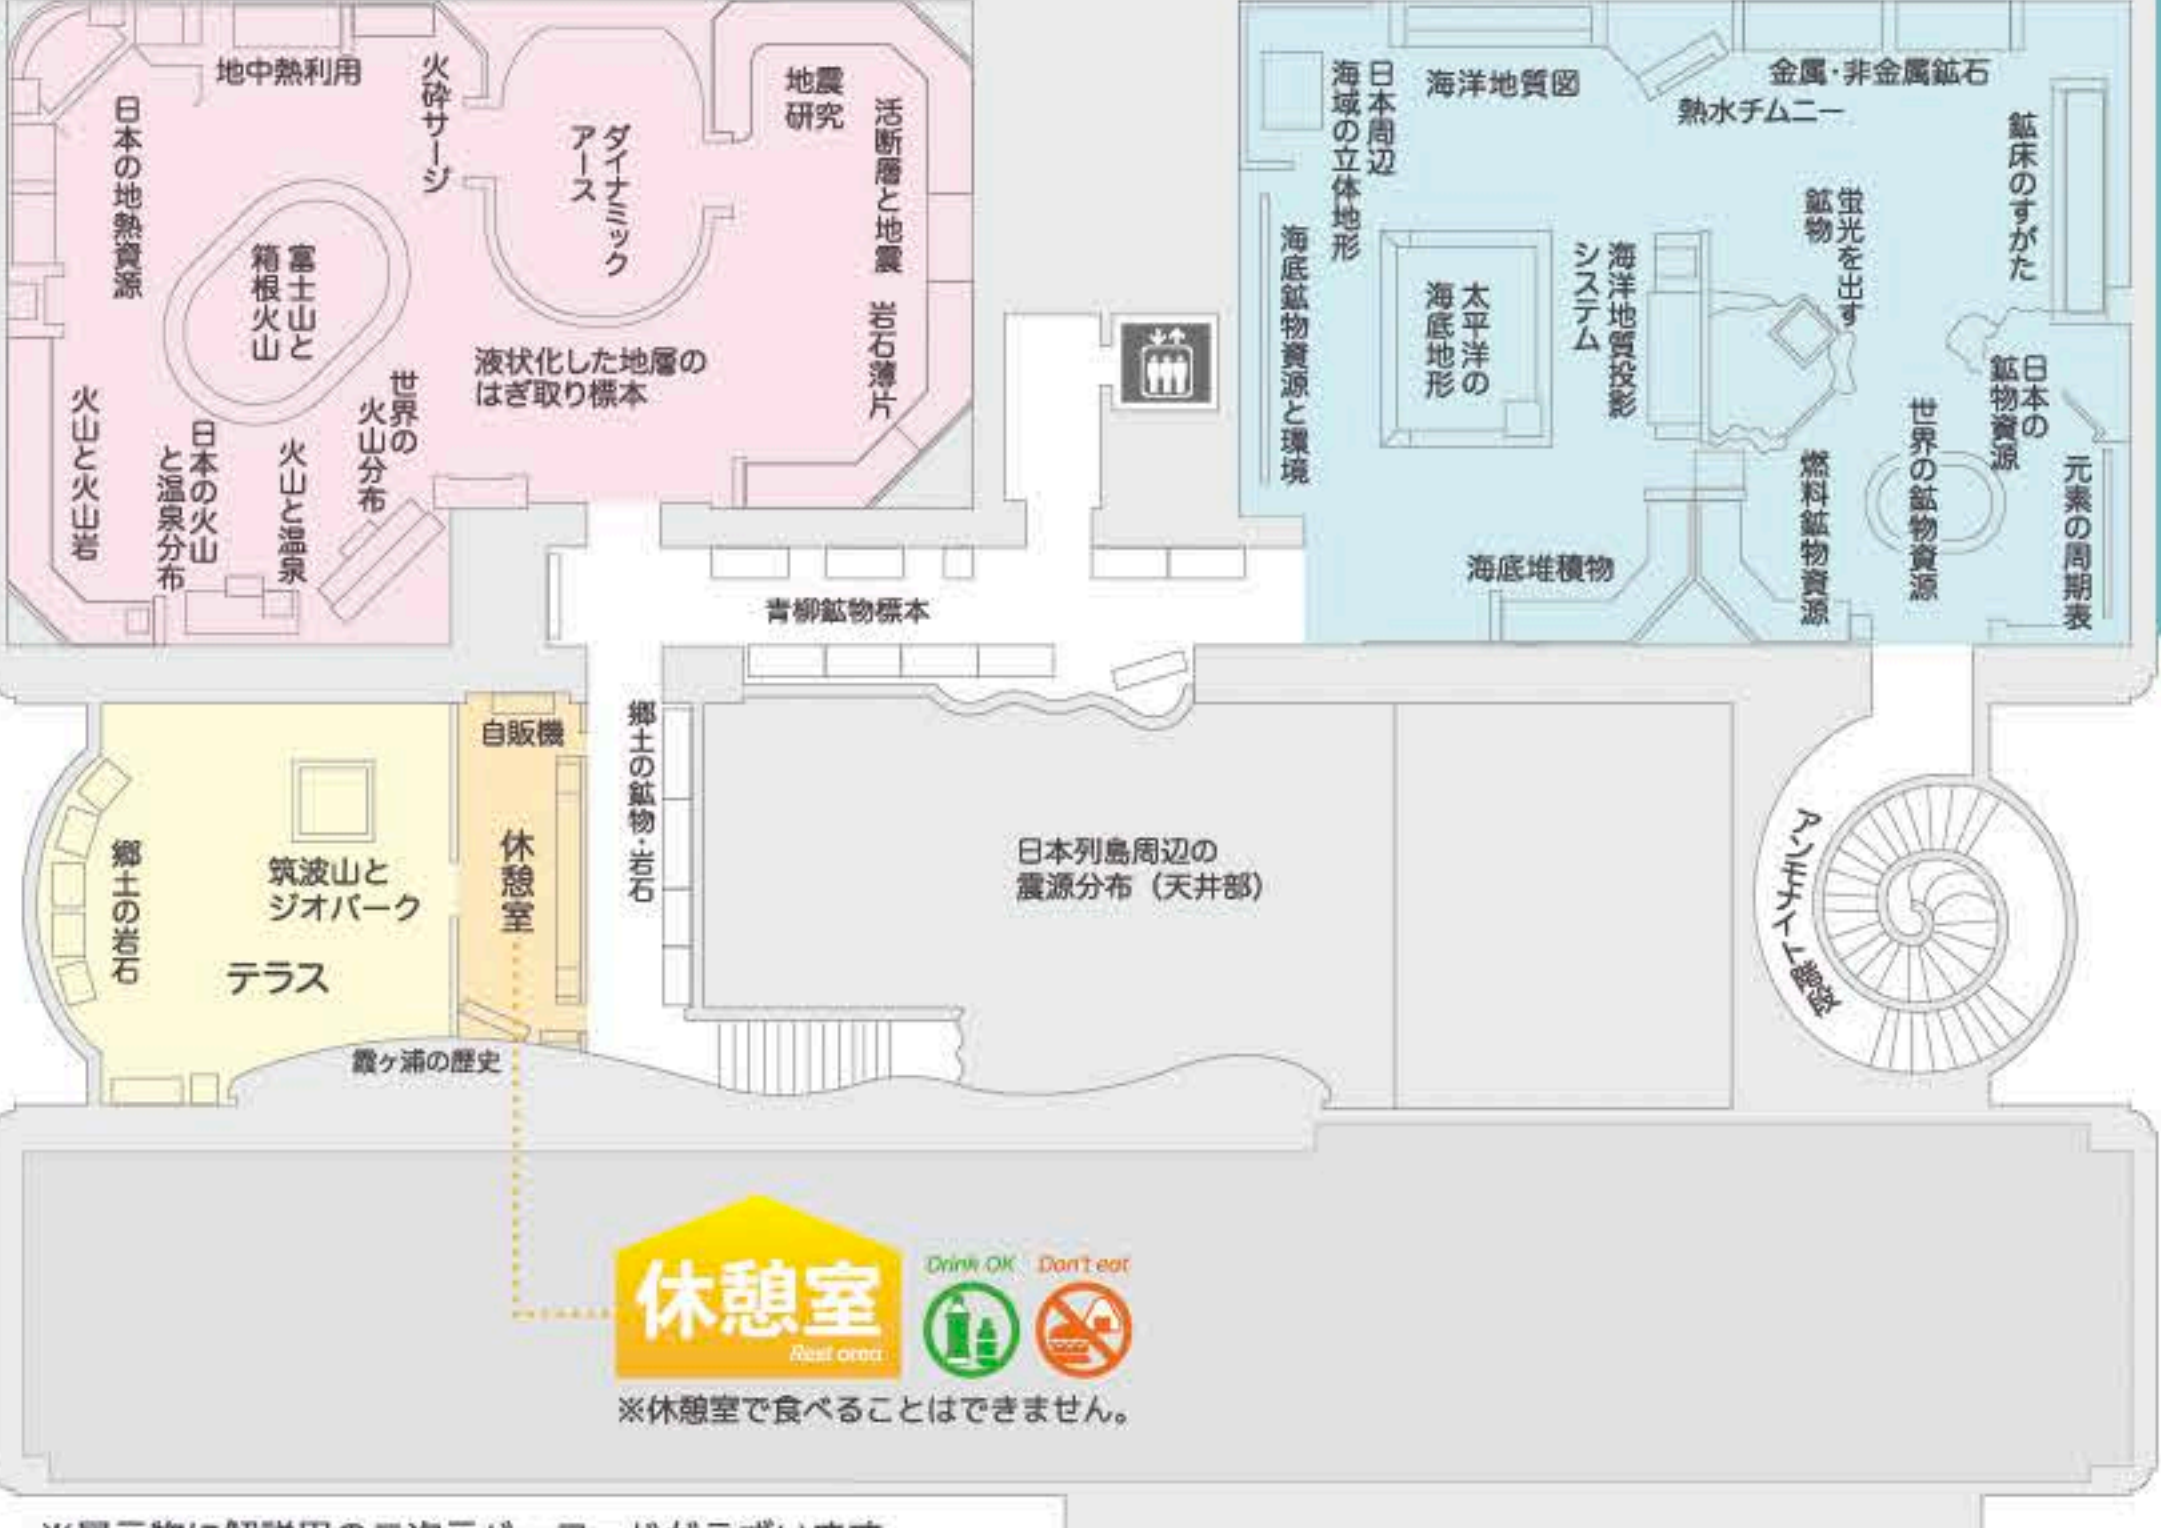 地中熱利用
火砕サージ
日本の地熱資源
富士山と
箱根火山
ダイナミック
アース
地震
研究
活断層と地震
岩石薄片
液状化した地層の
はぎ取り標本
世界の
火山分布
火山と温泉
日本の火山
と温泉分布
火山と火山岩
日本周辺
海域の立体地形
海洋地質図
金属・非金属鉱石
熱水チムニー
鉱床のすがた
蛍光を出す
鉱物
海底鉱物資源と環境
太平洋の
海底地形
海洋地質投影
システム
日本の
鉱物資源
世界の鉱物資源
燃料鉱物資源
元素の周期表
海底堆積物
青柳鉱物標本
自販機
休憩室
郷土の鉱物・岩石
郷土の岩石
筑波山と
ジオパーク
テラス
霞ヶ浦の歴史
日本列島周辺の
震源分布（天井部）
アンモナイト階段
休憩室
Rest area
Drink OK
Don't eat
※休憩室で食べることはできません。